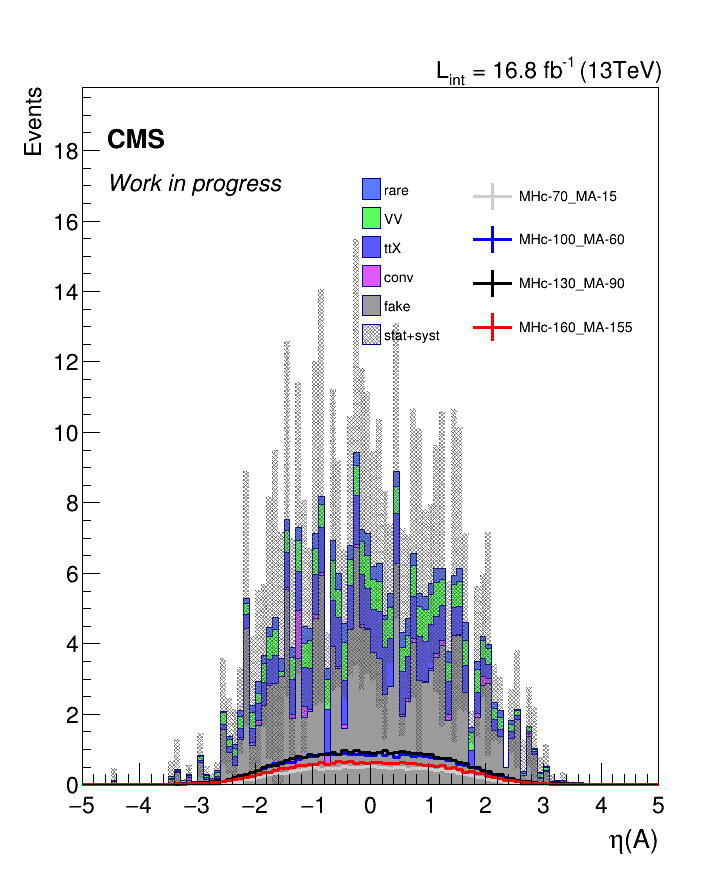 L_int = 16.8 fb^-1 (13TeV)
Events
CMS
Work in progress
rare
VV
ttX
conv
fake
stat+syst
MHc-70_MA-15
MHc-100_MA-60
MHc-130_MA-90
MHc-160_MA-155
18
16
14
12
10
8
6
4
2
0
−5 −4 −3 −2 −1 0 1 2 3 4 5
η(A)